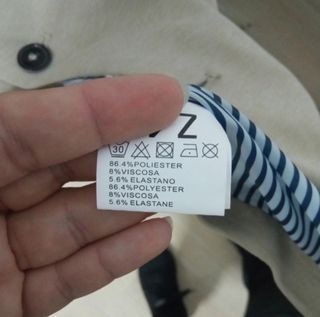 Z
30
86.4%POLIESTER
8%VISCOSA
5.6% ELASTANO
86.4%POLYESTER
8%VISCOSA
5.6% ELASTANE